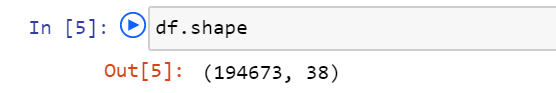 In [5]: df.shape
Out[5]: (194673, 38)